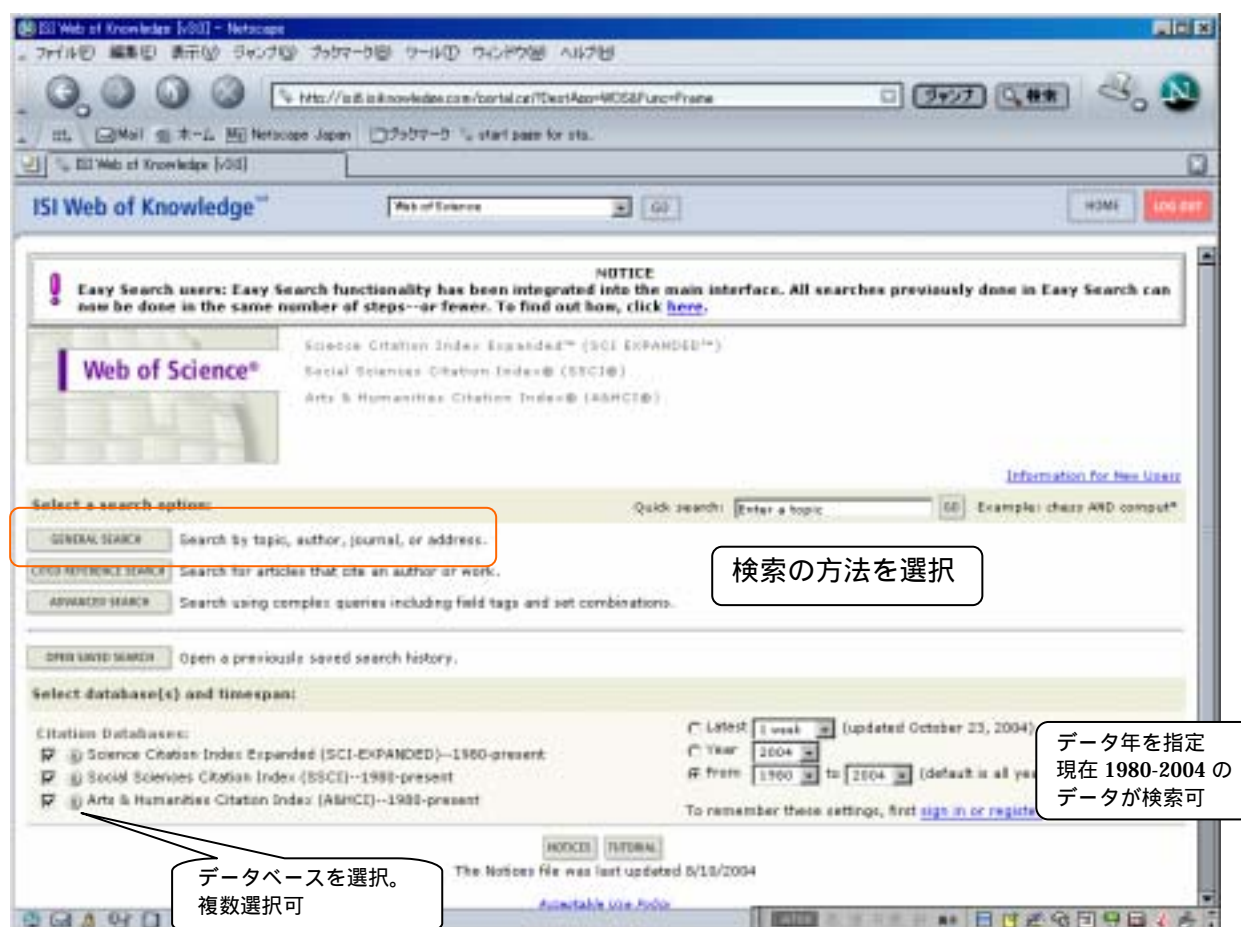 ISI Web of Knowledge [v3.0] - Netscape
ファイル(F) 編集(E) 表示(V) ジャンプ(G) ブックマーク(B) ツール(T) ウィンドウ(W) ヘルプ(H)
ジャンプ 検索
Mail ホーム Netscape Japan ブックマーク start page for sta..
ISI Web of Knowledge [v3.0]
ISI Web of Knowledge℠ Web of Science GO HOME LOG OUT
NOTICE
Easy Search users: Easy Search functionality has been integrated into the main interface. All searches previously done in Easy Search can
now be done in the same number of steps--or fewer. To find out how, click here.
Web of Science®
Science Citation Index Expanded™ (SCI EXPANDED™)
Social Sciences Citation Index® (SSCI®)
Arts & Humanities Citation Index® (A&HCI®)
Information for New Users
Select a search option: Quick search: Enter a topic GO Example: chess AND comput*
GENERAL SEARCH Search by topic, author, journal, or address.
検索の方法を選択
CITED REFERENCE SEARCH Search for articles that cite an author or work.
ADVANCED SEARCH Search using complex queries including field tags and set combinations.
OPEN SAVED SEARCH Open a previously saved search history.
Select database(s) and timespan:
Citation Databases:
Science Citation Index Expanded (SCI-EXPANDED)--1980-present
Social Sciences Citation Index (SSCI)--1980-present
Arts & Humanities Citation Index (A&HCI)--1980-present
Latest 1 week (updated October 23, 2004)
Year 2004
From 1980 to 2004 (default is all
To remember these settings, first sign in or
データ年を指定
現在 1980-2004 の
データが検索可
NOTICES TUTORIAL
The Notices file was last updated 8/18/2004
Acceptable Use Policy
データベースを選択。
複数選択可